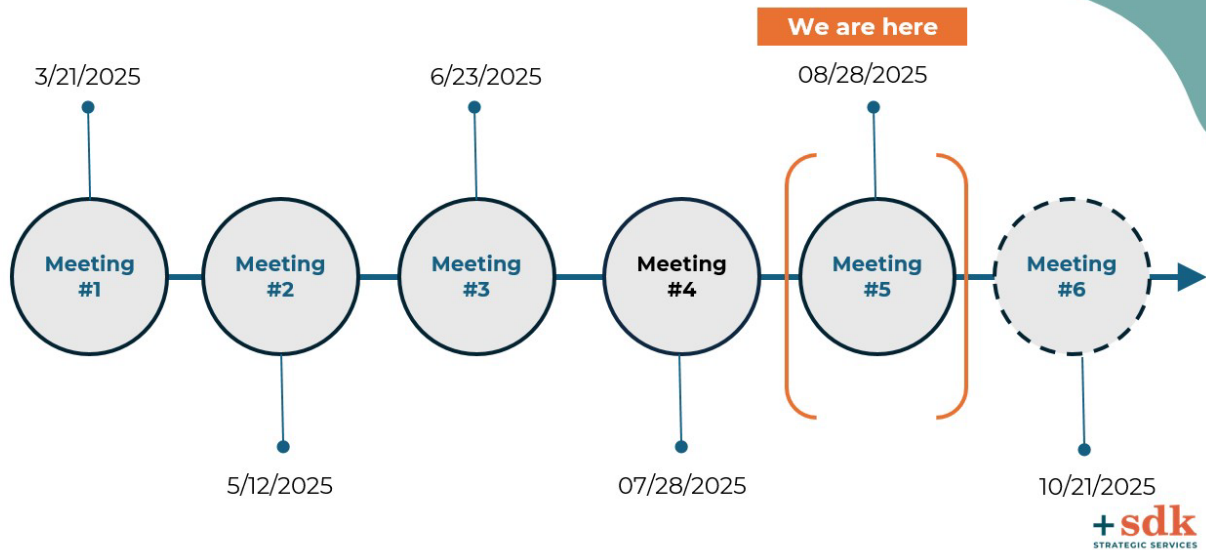 We are here
3/21/2025
6/23/2025
08/28/2025
Meeting
#1
Meeting
#2
Meeting
#3
Meeting
#4
Meeting
#5
Meeting
#6
5/12/2025
07/28/2025
10/21/2025
+sdk
STRATEGIC SERVICES